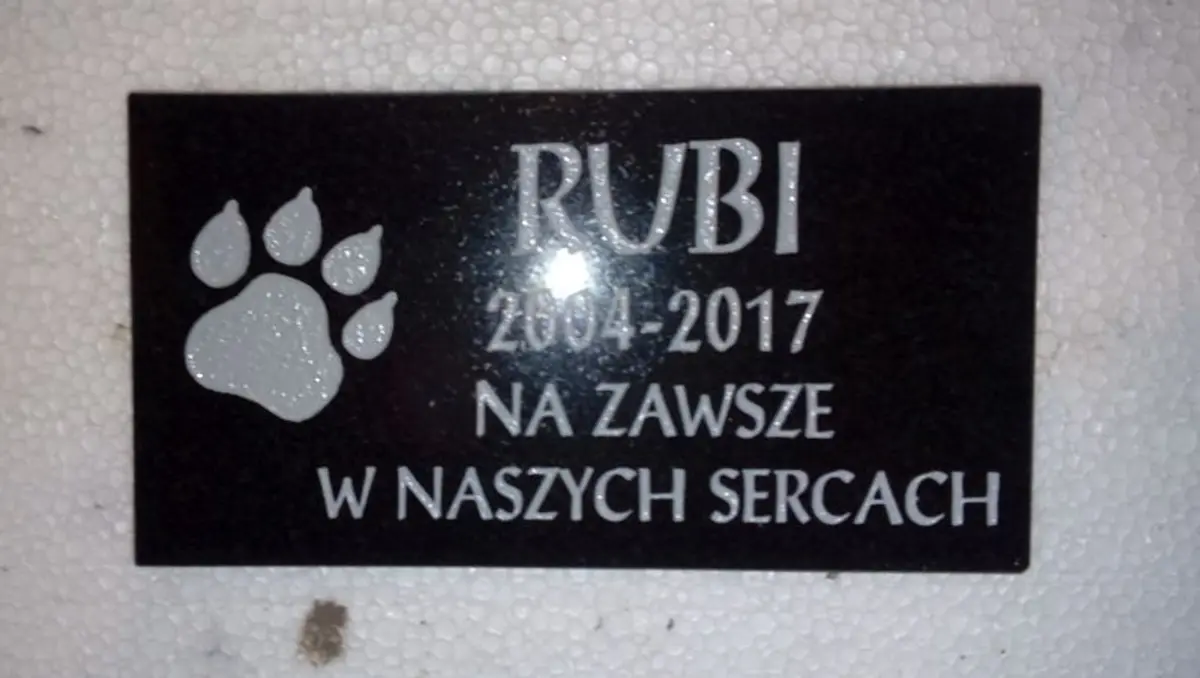 RUBI
2004-2017
NA ZAWSZE
W NASZYCH SERCACH